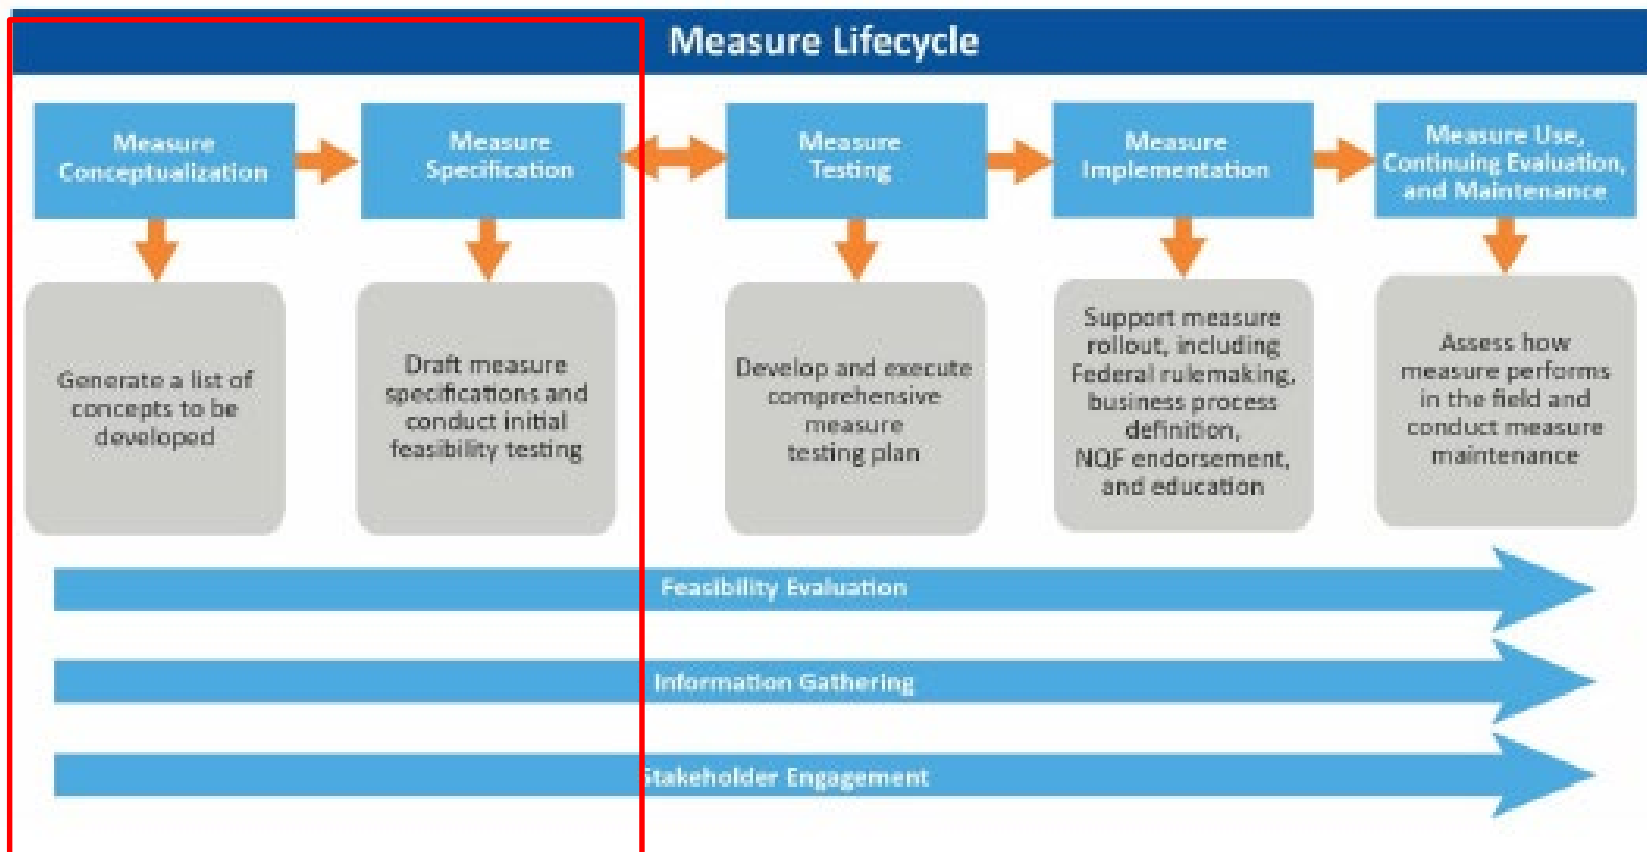 Measure Lifecycle
Measure
Conceptualization
Measure
Specification
Measure
Testing
Measure
Implementation
Measure Use,
Continuing Evaluation,
and Maintenance
Generate a list of
concepts to be
developed
Draft measure
specifications and
conduct initial
feasibility testing
Develop and execute
comprehensive
measure
testing plan
Support measure
rollout, including
Federal rulemaking,
business process
definition,
NQF endorsement,
and education
Assess how
measure performs
in the field and
conduct measure
maintenance
Feasibility Evaluation
Information Gathering
Stakeholder Engagement